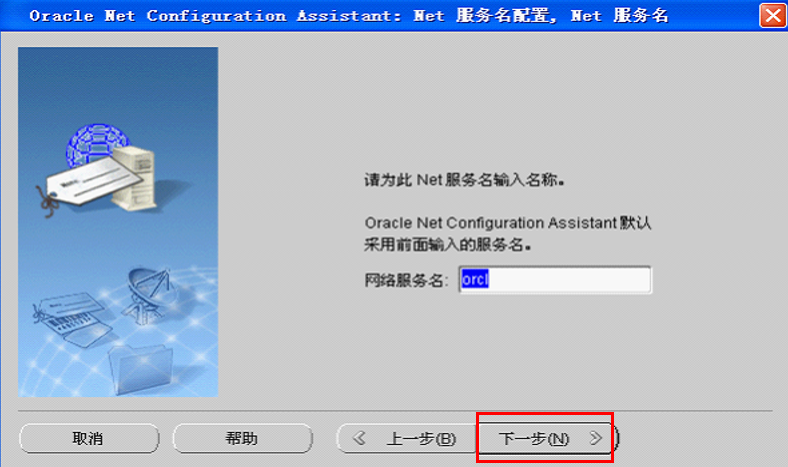 Oracle Net Configuration Assistant: Net 服务名配置, Net 服务名
请为此 Net 服务名输入名称。
Oracle Net Configuration Assistant 默认
采用前面输入的服务名。
网络服务名: orcl
取消 帮助 上一步(B) 下一步(N)